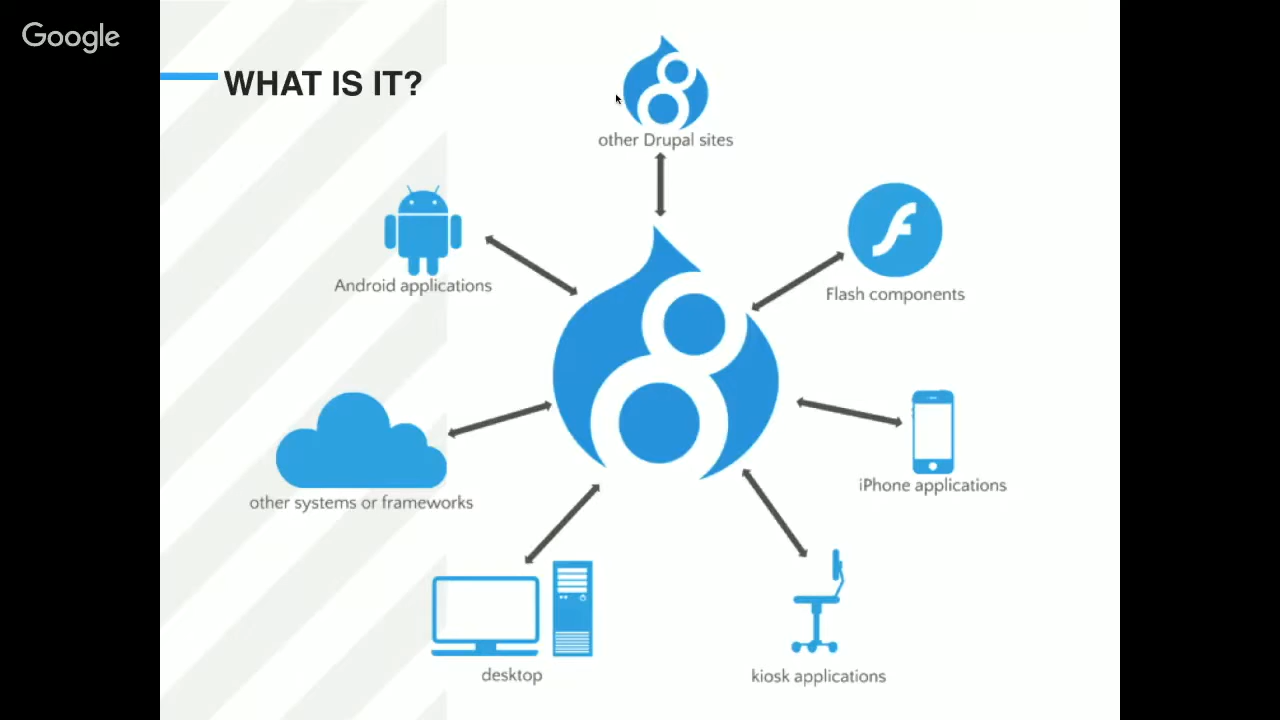 Google
WHAT IS IT?
other Drupal sites
Android applications
Flash components
other systems or frameworks
iPhone applications
desktop
kiosk applications